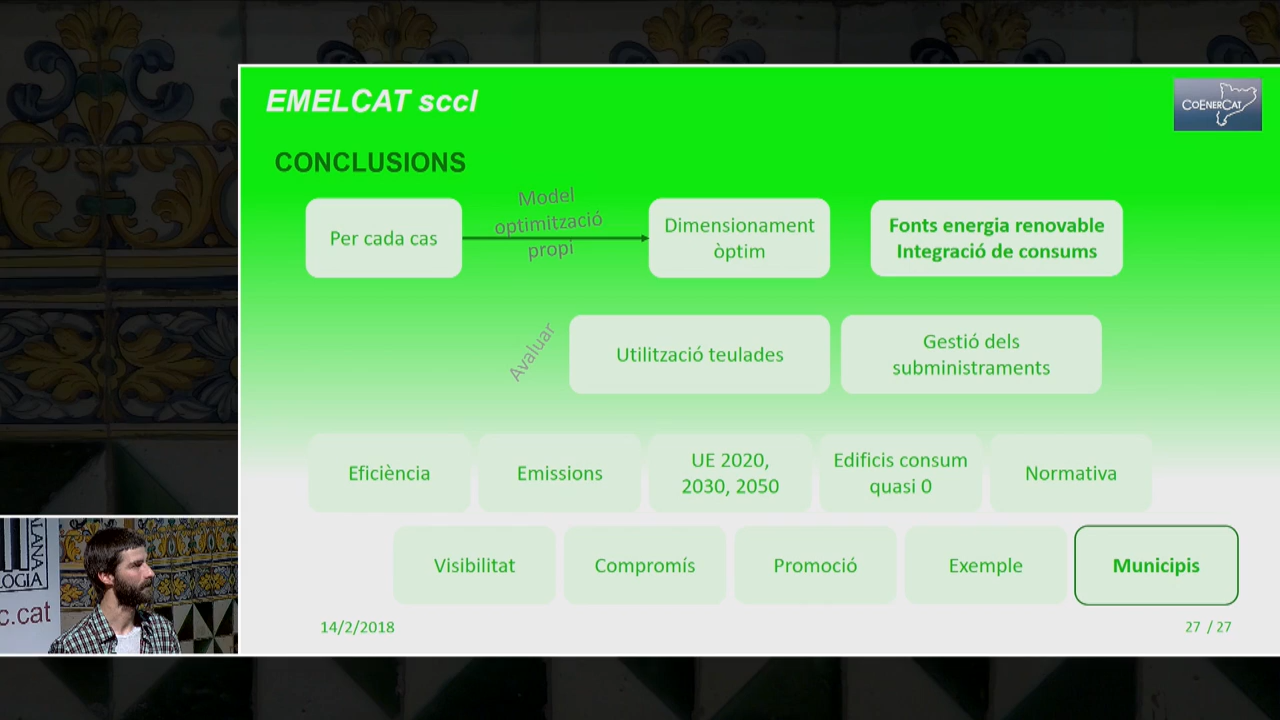 EMELCAT sccl
COENERCAT
CONCLUSIONS
Per cada cas
Model
optimització
propi
Dimensionament
òptim
Fonts energia renovable
Integració de consums
Avaluar
Utilització teulades
Gestió dels
subministraments
Eficiència
Emissions
UE 2020,
2030, 2050
Edificis consum
quasi 0
Normativa
Visibilitat
Compromís
Promoció
Exemple
Municipis
14/2/2018
27 / 27
ALANA
LOGIA
c.cat